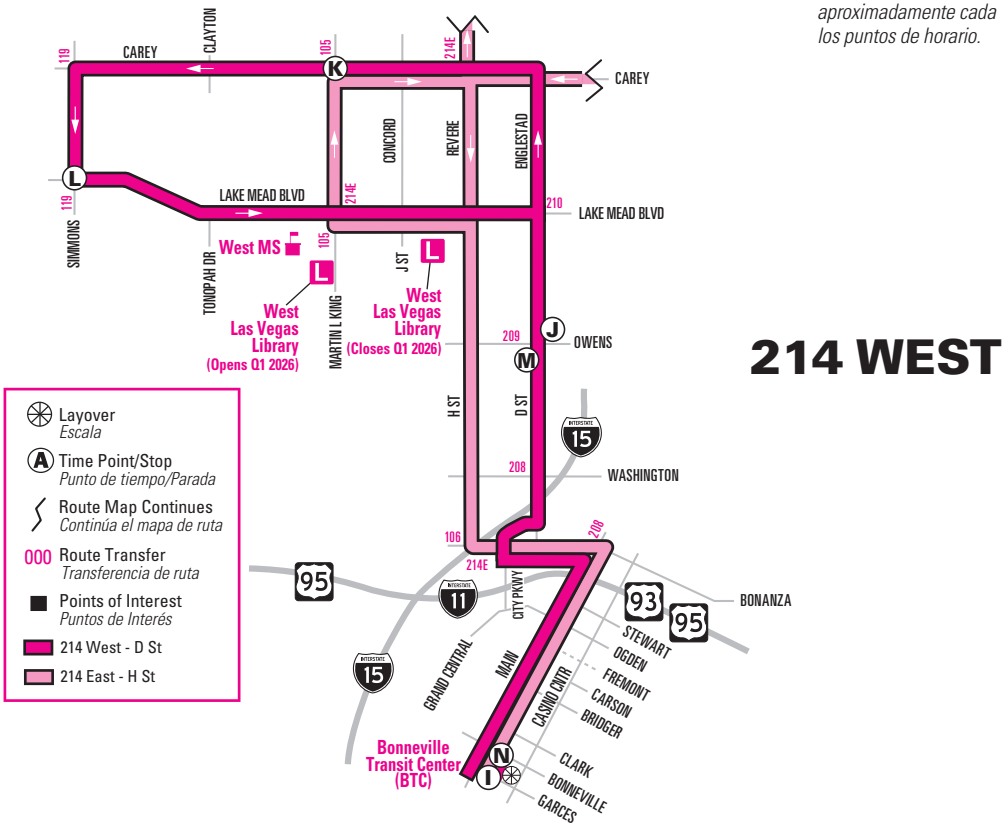 aproximadamente cada
los puntos de horario.
119
CAREY
CLAYTON
105
K
214E
CAREY
CONCORD
REVERE
ENGLESTAD
L
119
SIMMONS
LAKE MEAD BLVD
214E
210
LAKE MEAD BLVD
TONOPAH DR
West MS
105
L
J ST
L
MARTIN L KING
West
Las Vegas
Library
(Opens Q1 2026)
West
Las Vegas
Library
(Closes Q1 2026)
J
209
OWENS
M
214 WEST
H ST
D ST
INTERSTATE
15
208
WASHINGTON
Layover
Escala
A
Time Point/Stop
Punto de tiempo/Parada
Route Map Continues
Continúa el mapa de ruta
000
Route Transfer
Transferencia de ruta
Points of Interest
Puntos de Interés
214 West - D St
214 East - H St
106
214E
208
95
INTERSTATE
11
CITY PKWY
93
95
BONANZA
GRAND CENTRAL
MAIN
CASINO CNTR
STEWART
OGDEN
FREMONT
CARSON
BRIDGER
INTERSTATE
15
Bonneville
Transit Center
(BTC)
N
I
CLARK
BONNEVILLE
GARCES